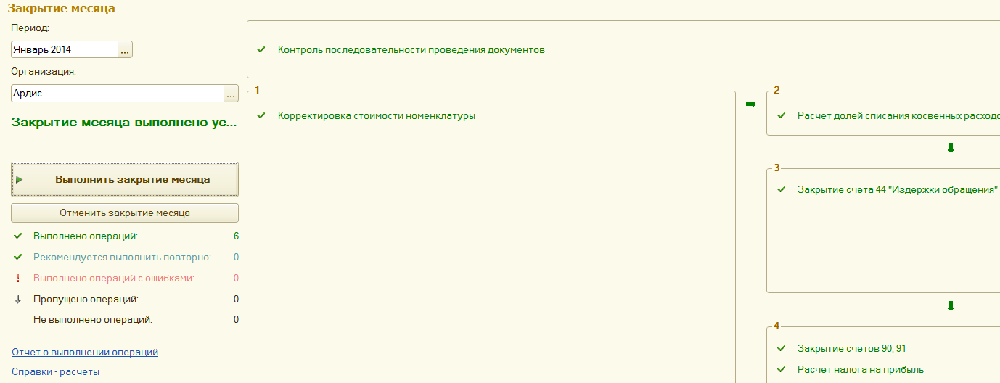 Закрытие месяца
Период:
Январь 2014 ...
Организация:
Ардис ...
Закрытие месяца выполнено ус...
Выполнить закрытие месяца
Отменить закрытие месяца
Выполнено операций: 6
Рекомендуется выполнить повторно: 0
Выполнено операций с ошибками: 0
Пропущено операций: 0
Не выполнено операций: 0
Отчет о выполнении операций
Справки - расчеты
Контроль последовательности проведения документов
1
Корректировка стоимости номенклатуры
2
Расчет долей списания косвенных расходо
3
Закрытие счета 44 "Издержки обращения"
4
Закрытие счетов 90, 91
Расчет налога на прибыль